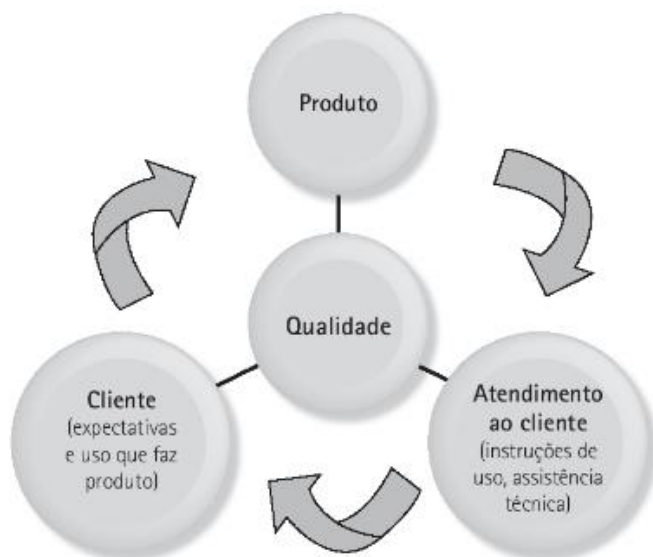 Produto
Qualidade
Cliente
(expectativas
e uso que faz
produto)
Atendimento
ao cliente
(instruções de
uso, assistência
técnica)